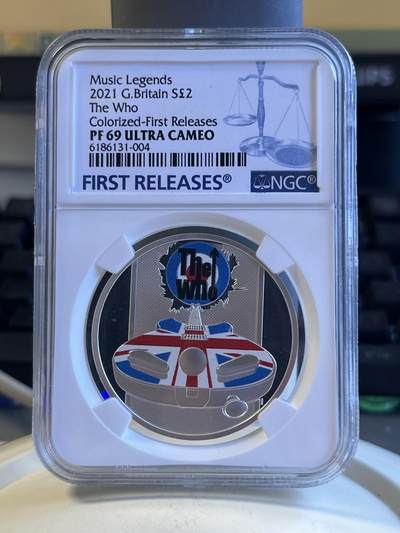 Music Legends
2021 G.Britain S£2
The Who
Colorized-First Releases
PF 69 ULTRA CAMEO
6186131-004
FIRST RELEASES®
NGC®
The
Who